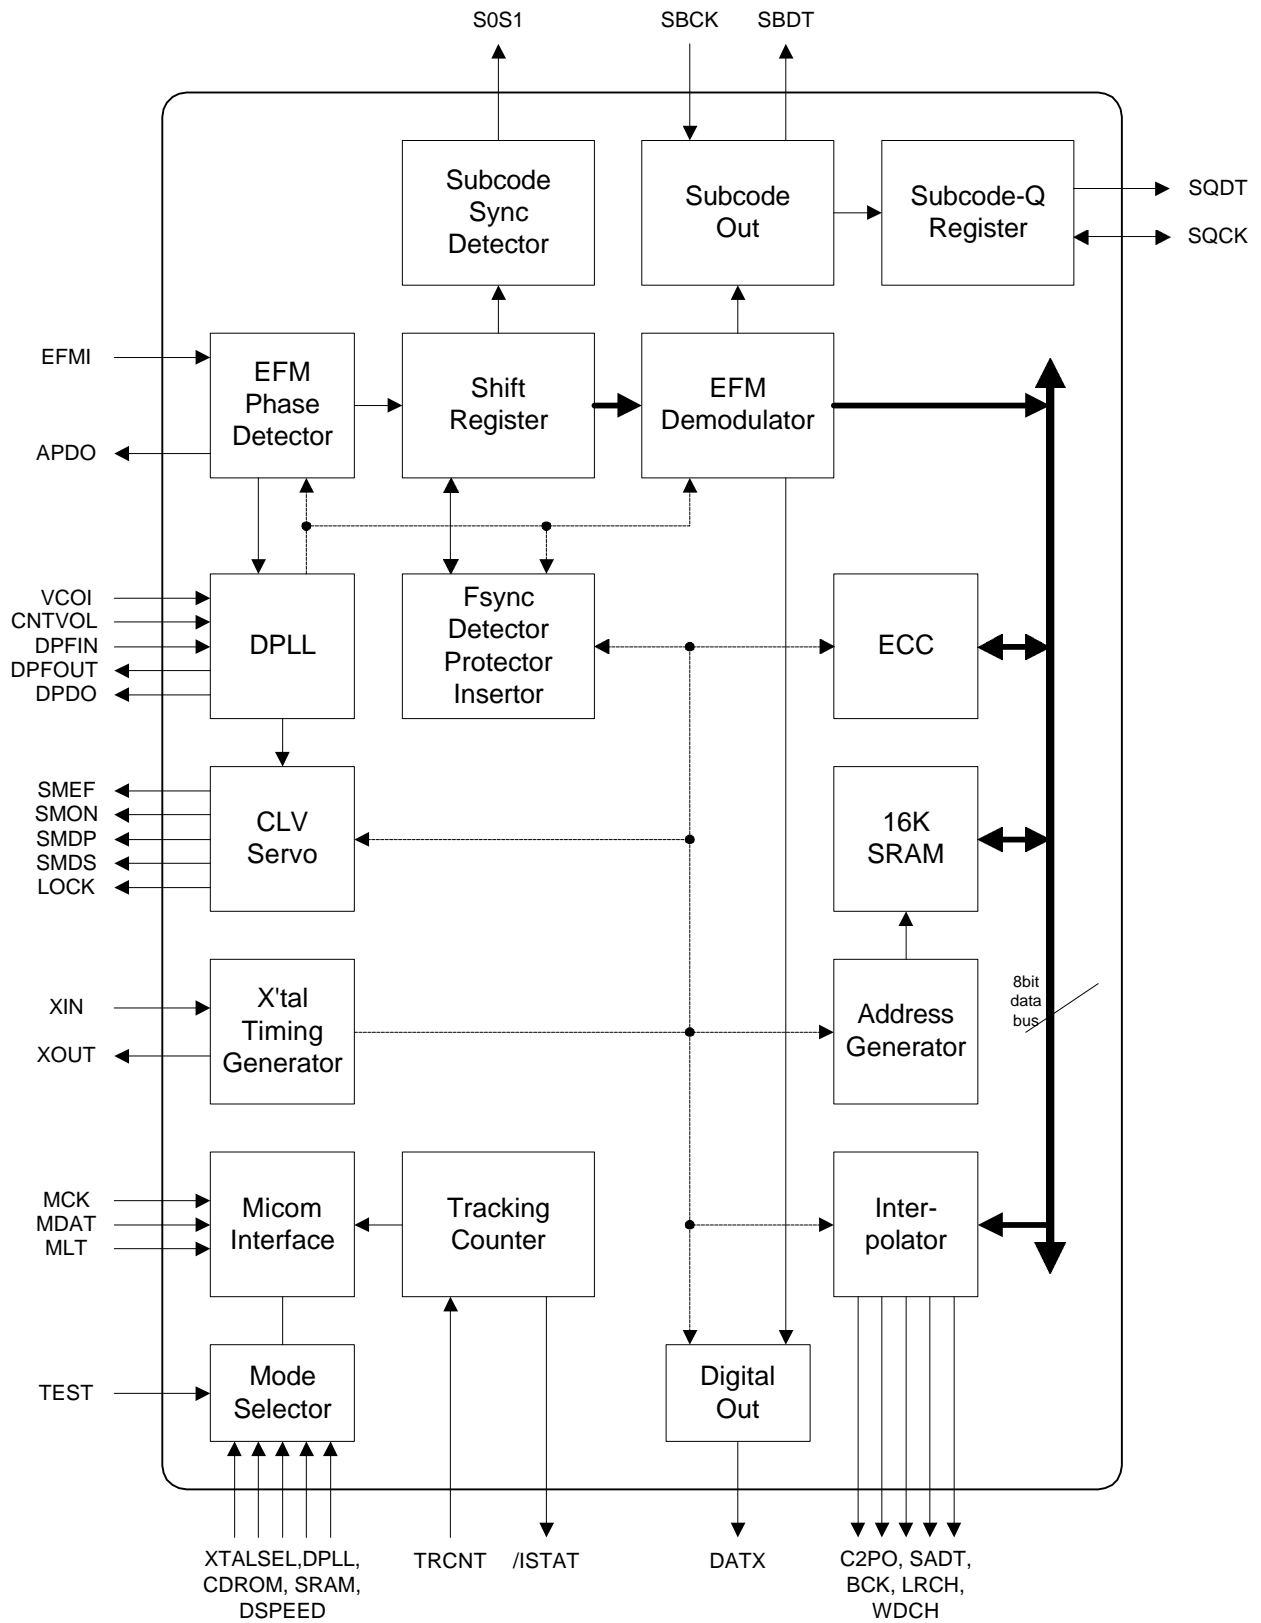 S0S1
SBCK
SBDT
Subcode
Sync
Detector
Subcode
Out
Subcode-Q
Register
SQDT
SQCK
EFMI
APDO
EFM
Phase
Detector
Shift
Register
EFM
Demodulator
VCOI
CNTVOL
DPFIN
DPFOUT
DPDO
DPLL
Fsync
Detector
Protector
Insertor
ECC
SMEF
SMON
SMDP
SMDS
LOCK
CLV
Servo
16K
SRAM
XIN
XOUT
X'tal
Timing
Generator
Address
Generator
8bit
data
bus
MCK
MDAT
MLT
Micom
Interface
Tracking
Counter
Inter-
polator
TEST
Mode
Selector
Digital
Out
XTALSEL,DPLL,
CDROM, SRAM,
DSPEED
TRCNT
/ISTAT
DATX
C2PO, SADT,
BCK, LRCH,
WDCH